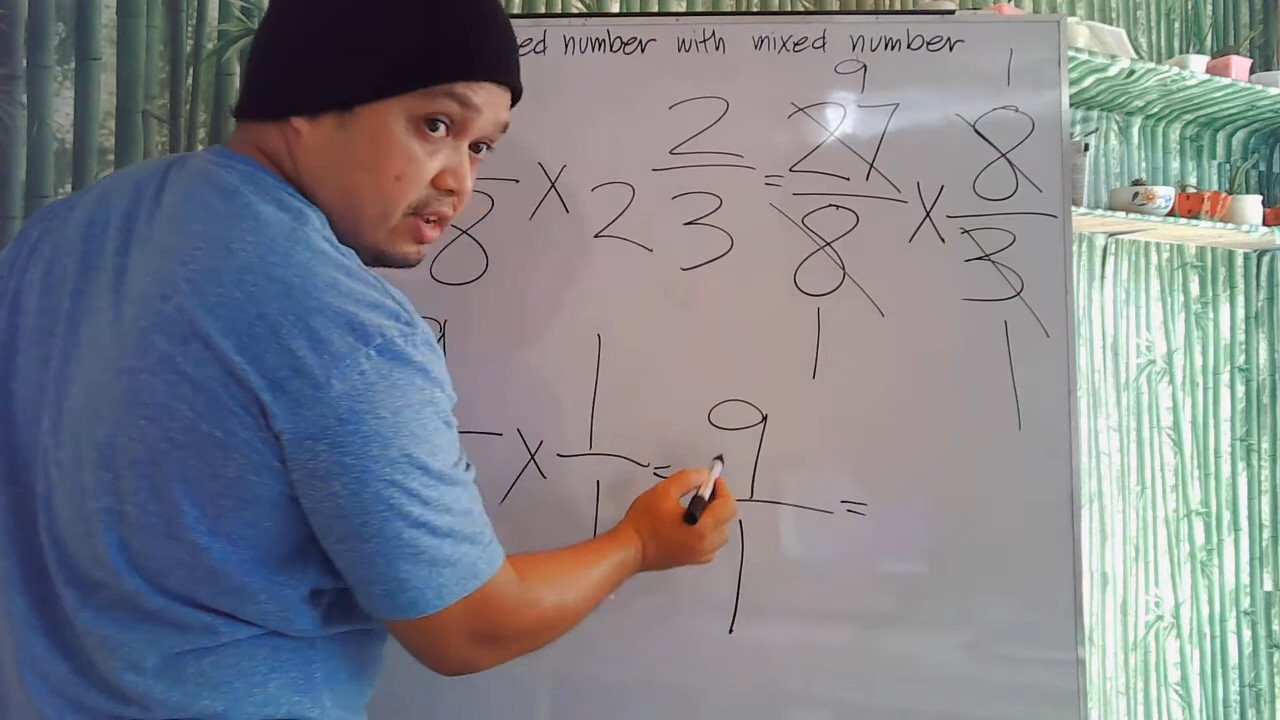 number with mixed number
9 1
8 × 2 2/3 = 27/8 × 8/3
1 1
9 × 1/1 = 9/1 =